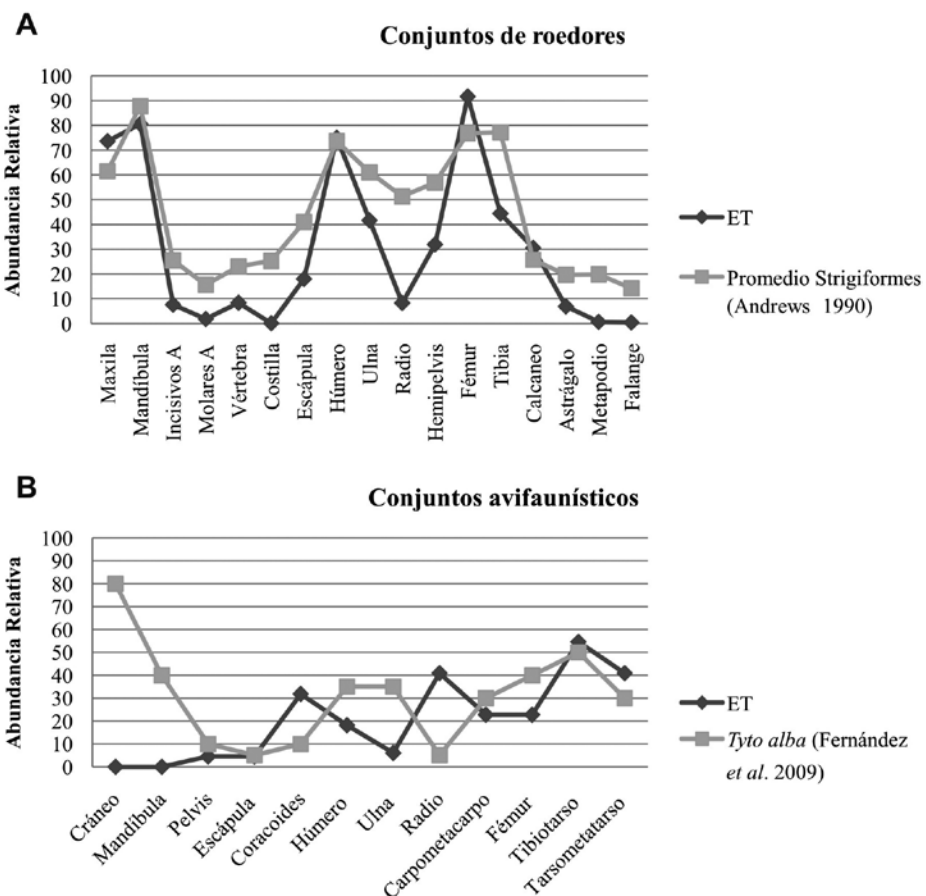 A
Conjuntos de roedores
Abundancia Relativa
100
90
80
70
60
50
40
30
20
10
0
Maxila
Mandíbula
Incisivos A
Molares A
Vértebra
Costilla
Escápula
Húmero
Ulna
Radio
Hemipelvis
Fémur
Tibia
Calcaneo
Astrágalo
Metapodio
Falange
ET
Promedio Strigiformes
(Andrews 1990)
B
Conjuntos avifaunísticos
Abundancia Relativa
100
90
80
70
60
50
40
30
20
10
0
Cráneo
Mandíbula
Pelvis
Escápula
Coracoides
Húmero
Ulna
Radio
Carpometacarpo
Fémur
Tibiotarso
Tarsometatarso
ET
Tyto alba (Fernández
et al. 2009)